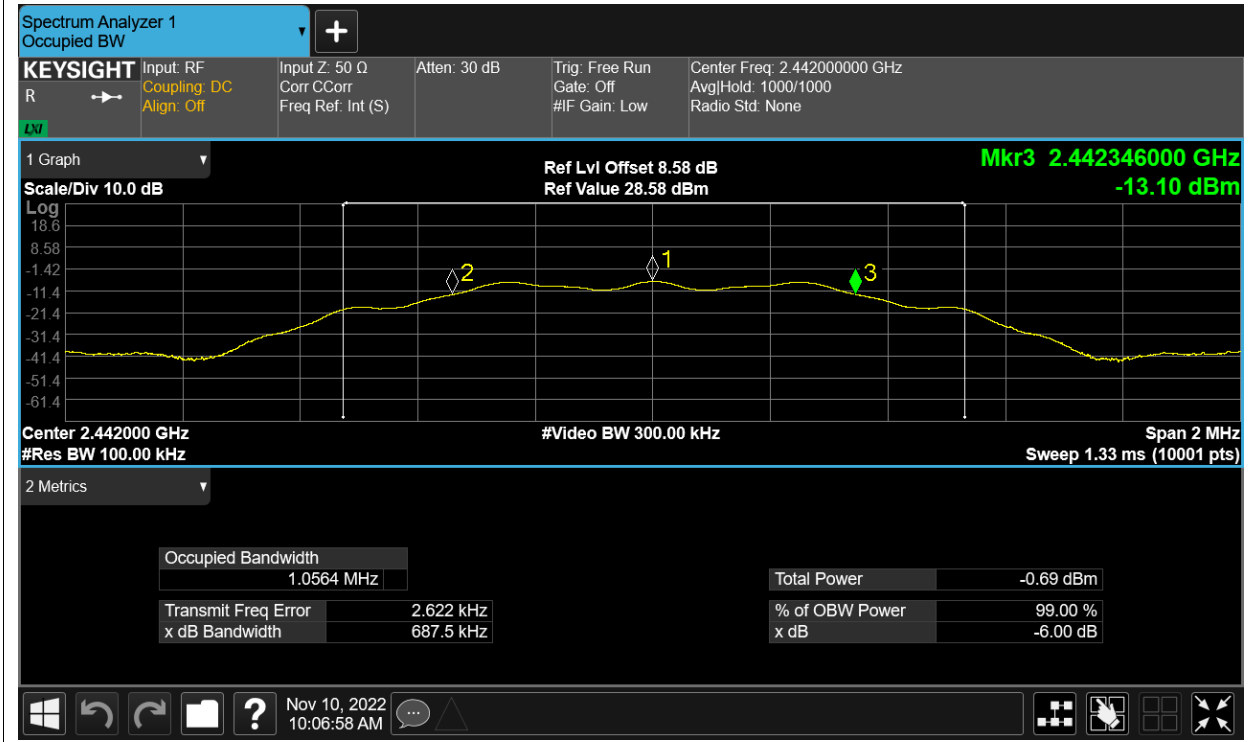 Spectrum Analyzer 1
Occupied BW
KEYSIGHT
R
LXI
Input: RF
Coupling: DC
Align: Off
Input Z: 50 Ω
Corr CCorr
Freq Ref: Int (S)
Atten: 30 dB
Trig: Free Run
Gate: Off
#IF Gain: Low
Center Freq: 2.442000000 GHz
Avg|Hold: 1000/1000
Radio Std: None
1 Graph
Scale/Div 10.0 dB
Ref Lvl Offset 8.58 dB
Ref Value 28.58 dBm
Mkr3 2.442346000 GHz
-13.10 dBm
Log
18.6
8.58
-1.42
-11.4
-21.4
-31.4
-41.4
-51.4
-61.4
2
1
3
Center 2.442000 GHz
#Video BW 300.00 kHz
Span 2 MHz
#Res BW 100.00 kHz
Sweep 1.33 ms (10001 pts)
2 Metrics
Occupied Bandwidth
1.0564 MHz
Total Power -0.69 dBm
Transmit Freq Error 2.622 kHz
% of OBW Power 99.00 %
x dB Bandwidth 687.5 kHz
x dB -6.00 dB
?
Nov 10, 2022
10:06:58 AM